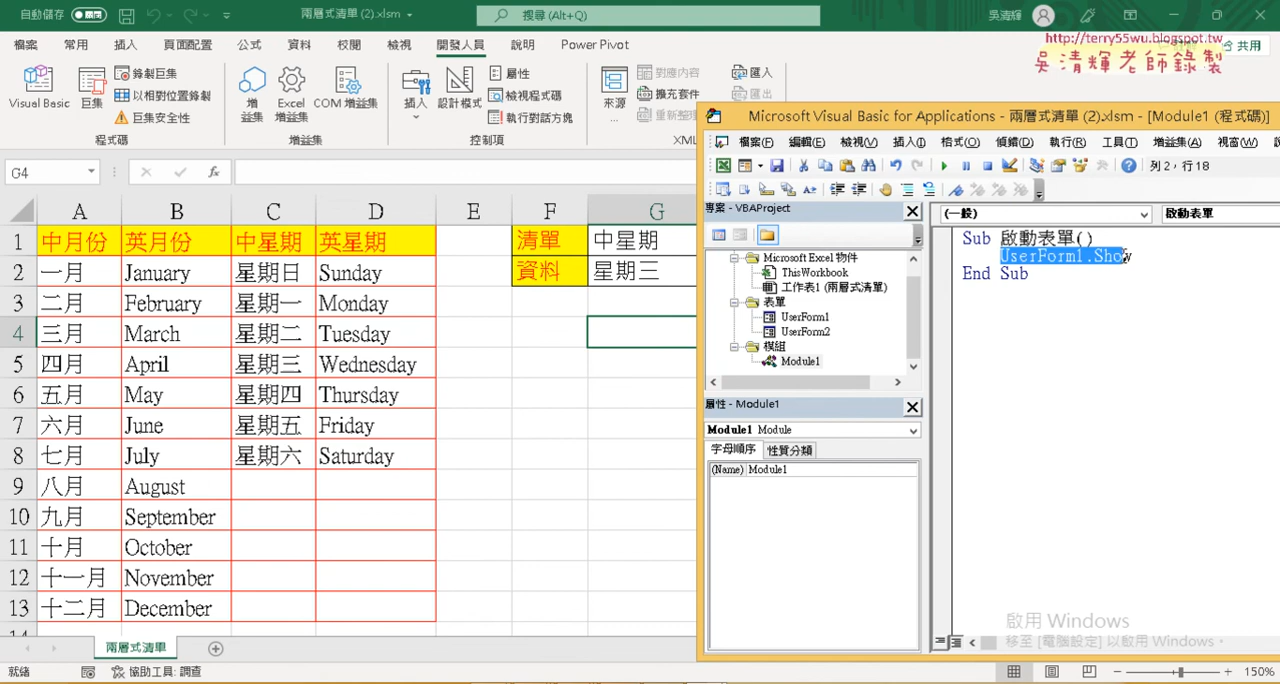 自動儲存 關閉 兩層式清單 (2).xlsm 搜尋 (Alt+Q) 吳清輝
http://terry55wu.blogspot.tw
吳清輝老師錄製
檔案 常用 插入 頁面配置 公式 資料 校閱 檢視 開發人員 說明 Power Pivot 共用
Visual Basic 巨集 錄製巨集 以相對位置錄製 巨集安全性
增益集 Excel 增益集 COM 增益集
插入 設計模式 屬性 檢視程式碼 執行對話方塊
來源 對應內容 擴充套件 重新整理 匯入 匯出
程式碼 增益集 控制項 XML
G4 fx
A B C D E F G
1 中月份 英月份 中星期 英星期 清單 中星期
2 一月 January 星期日 Sunday 資料 星期三
3 二月 February 星期一 Monday
4 三月 March 星期二 Tuesday
5 四月 April 星期三 Wednesday
6 五月 May 星期四 Thursday
7 六月 June 星期五 Friday
8 七月 July 星期六 Saturday
9 八月 August
10 九月 September
11 十月 October
12 十一月 November
13 十二月 December
兩層式清單
就緒 協助工具: 調查 150%
Microsoft Visual Basic for Applications - 兩層式清單 (2).xlsm - [Module1 (程式碼)]
檔案(F) 編輯(E) 檢視(V) 插入(I) 格式(O) 偵錯(D) 執行(R) 工具(T) 增益集(A) 視窗(W)
列 2, 行 18
專案 - VBAProject
Microsoft Excel 物件
ThisWorkbook
工作表1 (兩層式清單)
表單
UserForm1
UserForm2
模組
Module1
屬性 - Module1
Module1 Module
字母順序 性質分類
(Name) Module1
(一般) 啟動表單
Sub 啟動表單()
UserForm1.Show
End Sub
啟用 Windows
移至 [電腦設定] 以啟用 Windows。